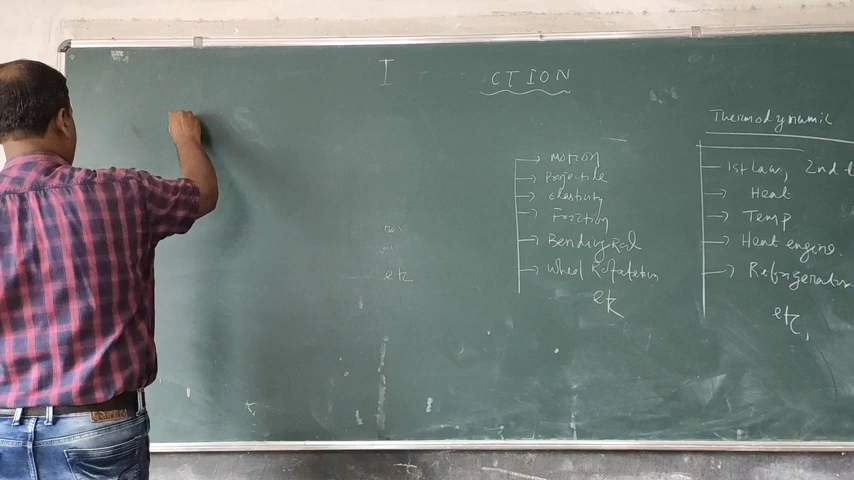 I CTION
Motion
Projectile
Elasticity
Friction
Bending Rod
Wheel Rotation
etc
etc
Thermodynamic
1st Law, 2nd L
Heat
Temp
Heat engine.
Refrigerator
etc,